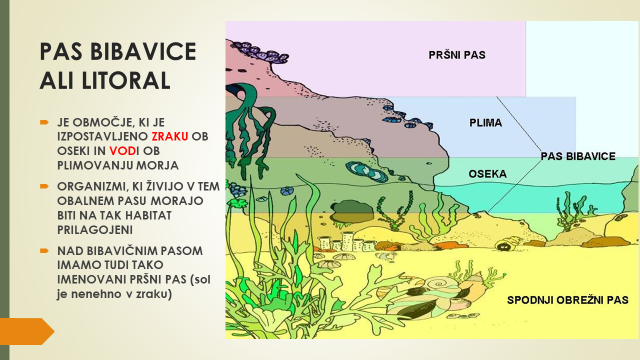 PAS BIBAVICE
ALI LITORAL
JE OBMOČJE, KI JE
IZPOSTAVLJENO ZRAKU OB
OSEKI IN VODI OB
PLIMOVANJU MORJA
ORGANIZMI, KI ŽIVIJO V TEM
OBALNEM PASU MORAJO
BITI NA TAK HABITAT
PRILAGOJENI
NAD BIBAVIČNIM PASOM
IMAMO TUDI TAKO
IMENOVANI PRŠNI PAS (sol
je nenehno v zraku)
PRŠNI PAS
PLIMA
PAS BIBAVICE
OSEKA
SPODNJI OBREŽNI PAS